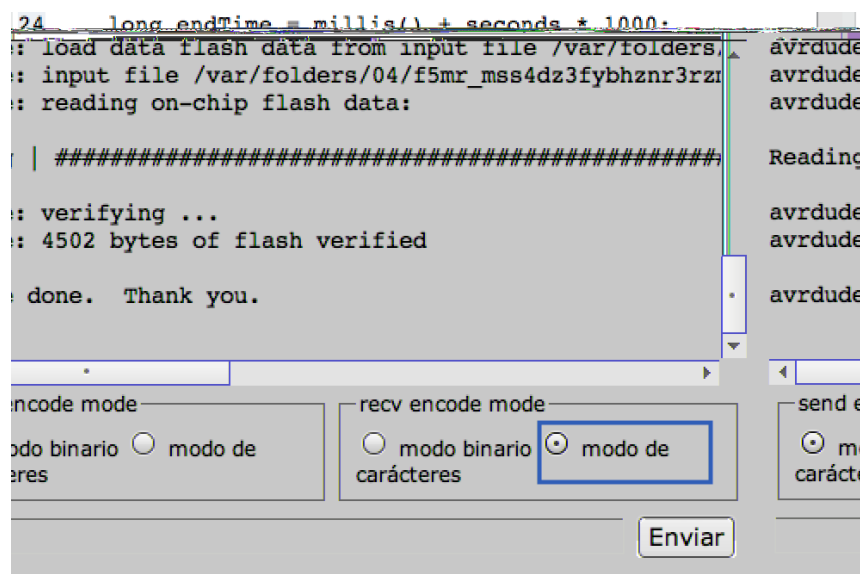 24 long endTime = millis() + seconds * 1000;
: load data flash data from input file /var/folders/
: input file /var/folders/04/f5mr_mss4dz3fybhznr3rz
: reading on-chip flash data:
| ################################################
: verifying ...
: 4502 bytes of flash verified
done. Thank you.
avrdude
avrdude
avrdude
Reading
avrdude
avrdude
avrdude
ncode mode
odo binario modo de
eres
recv encode mode
modo binario modo de
carácteres
send e
m
caráct
Enviar